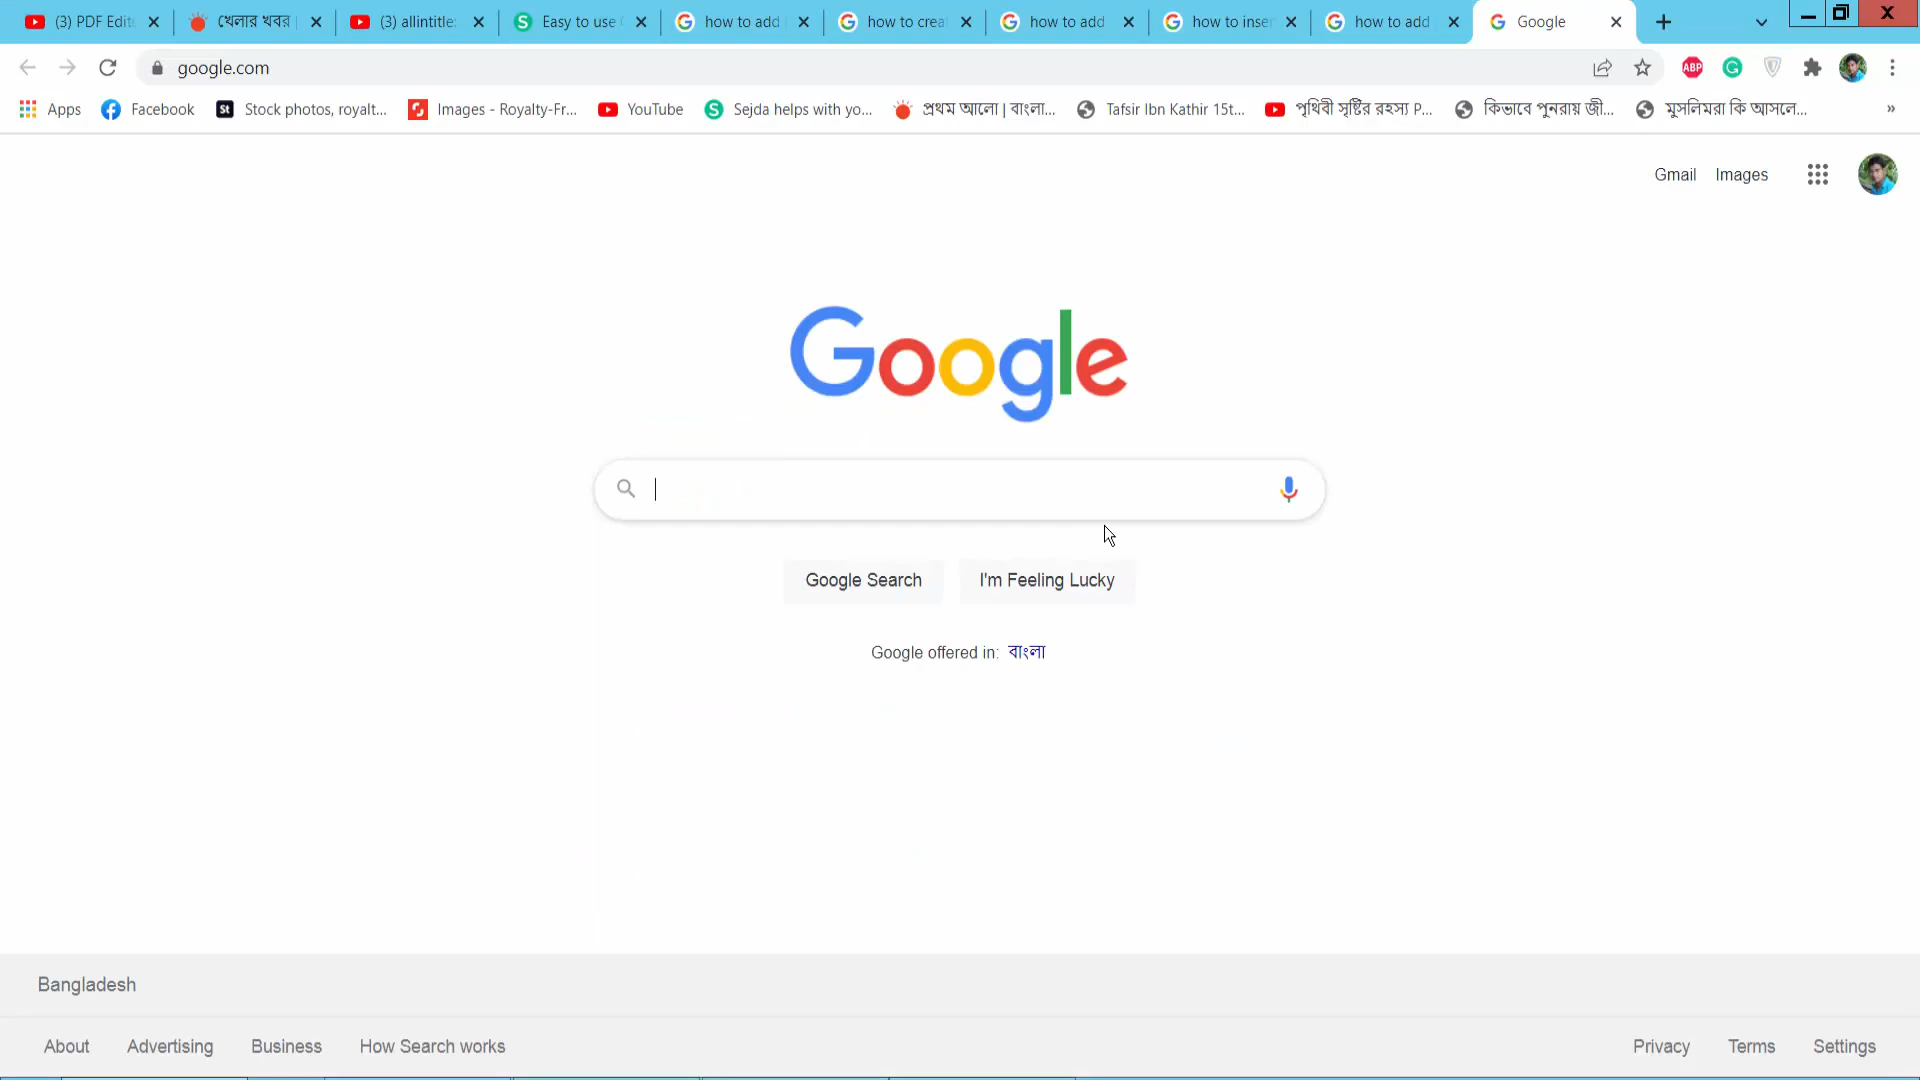 (3) PDF Edit
খেলার খবর |
(3) allintitle:
Easy to use
how to add
how to crea
how to add
how to inser
how to add
Google
google.com
ABP
Apps
Facebook
St
Stock photos, royalt...
Images - Royalty-Fr...
YouTube
Sejda helps with yo...
প্রথম আলো | বাংলা...
Tafsir Ibn Kathir 15t...
পৃথিবী সৃষ্টির রহস্য P...
কিভাবে পুনরায় জী...
মুসলিমরা কি আসলে...
»
Gmail
Images
Google
Google Search
I'm Feeling Lucky
Google offered in: বাংলা
Bangladesh
About
Advertising
Business
How Search works
Privacy
Terms
Settings